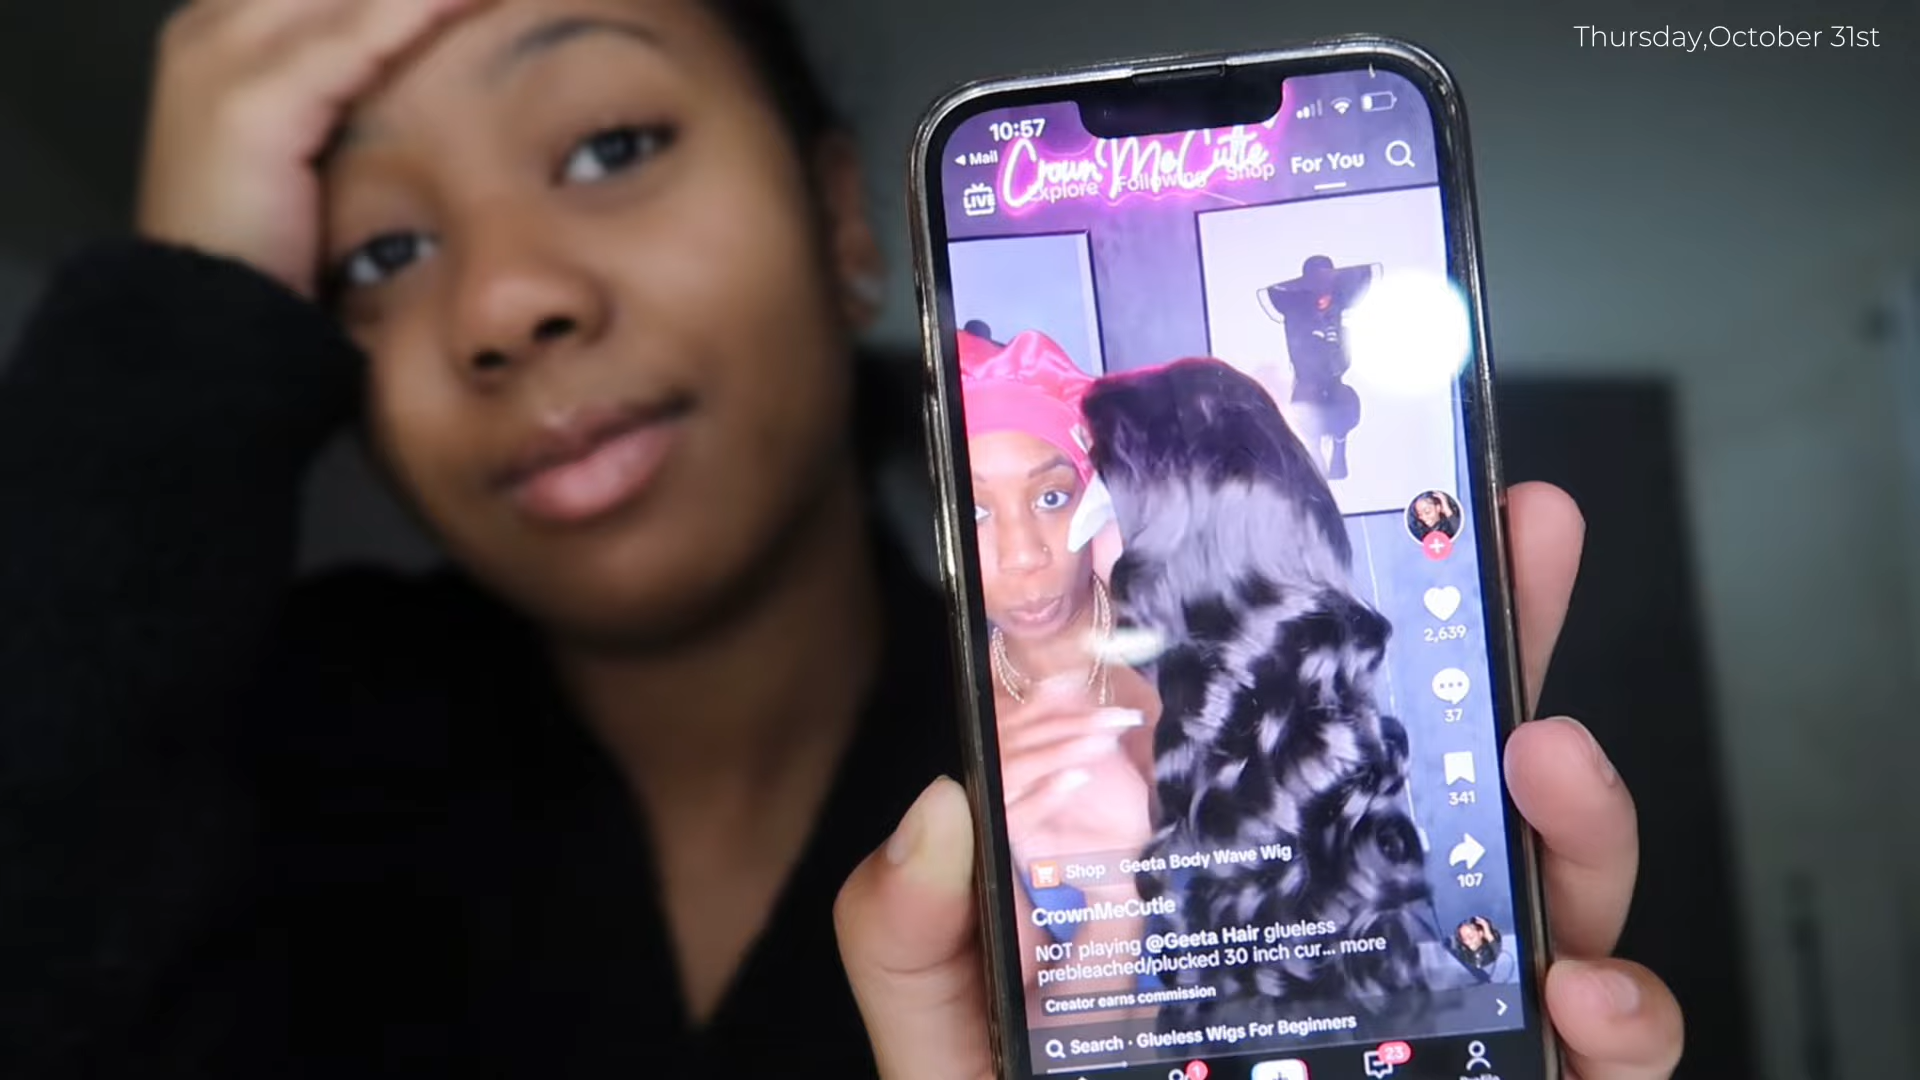 Thursday,October 31st
10:57
Mail
CrownMeCutie
LIVE
Explore Following Shop For You
2,639
37
341
107
Shop · Geeta Body Wave Wig
CrownMeCutie
NOT playing @Geeta Hair glueless
prebleached/plucked 30 inch cur... more
Creator earns commission
Search · Glueless Wigs For Beginners
1
23
Profile